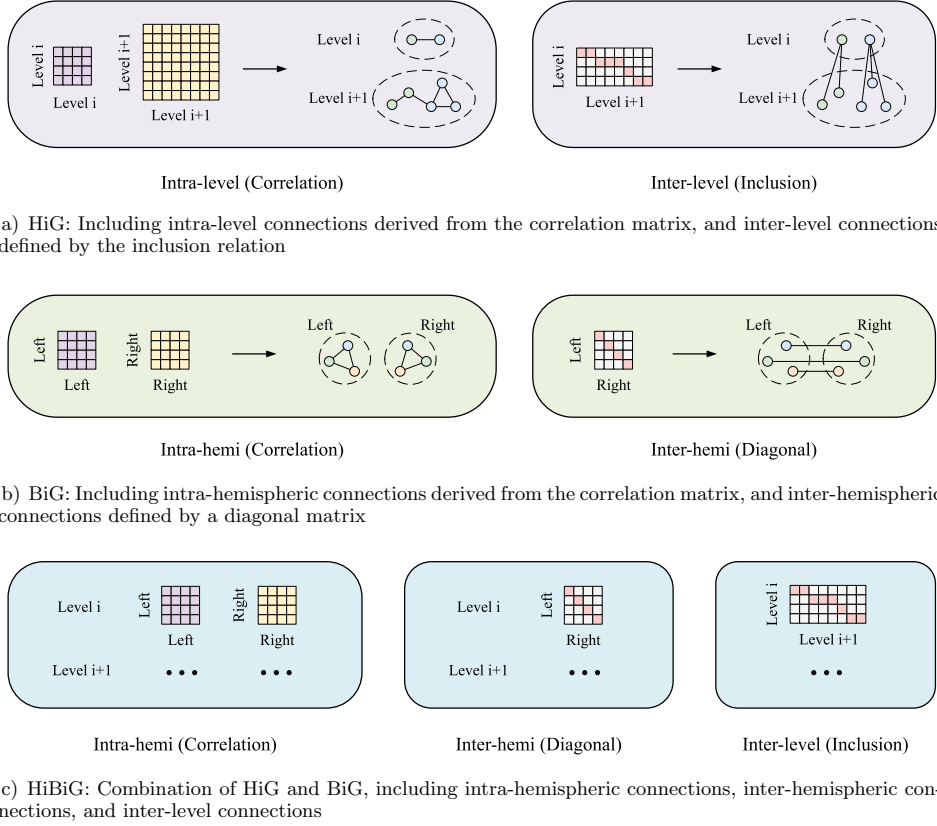 Level i
Level i
Level i+1
Level i+1
Level i
Level i+1
Intra-level (Correlation)
Level i
Level i+1
Level i
Level i+1
Inter-level (Inclusion)
a) HiG: Including intra-level connections derived from the correlation matrix, and inter-level connections
defined by the inclusion relation
Left
Left
Right
Right
Left
Right
Intra-hemi (Correlation)
Left
Right
Left
Right
Inter-hemi (Diagonal)
b) BiG: Including intra-hemispheric connections derived from the correlation matrix, and inter-hemispheric
connections defined by a diagonal matrix
Level i
Left
Left
Right
Right
Level i+1
Intra-hemi (Correlation)
Level i
Left
Right
Level i+1
Inter-hemi (Diagonal)
Level i
Level i+1
Inter-level (Inclusion)
c) HiBiG: Combination of HiG and BiG, including intra-hemispheric connections, inter-hemispheric con-
nections, and inter-level connections